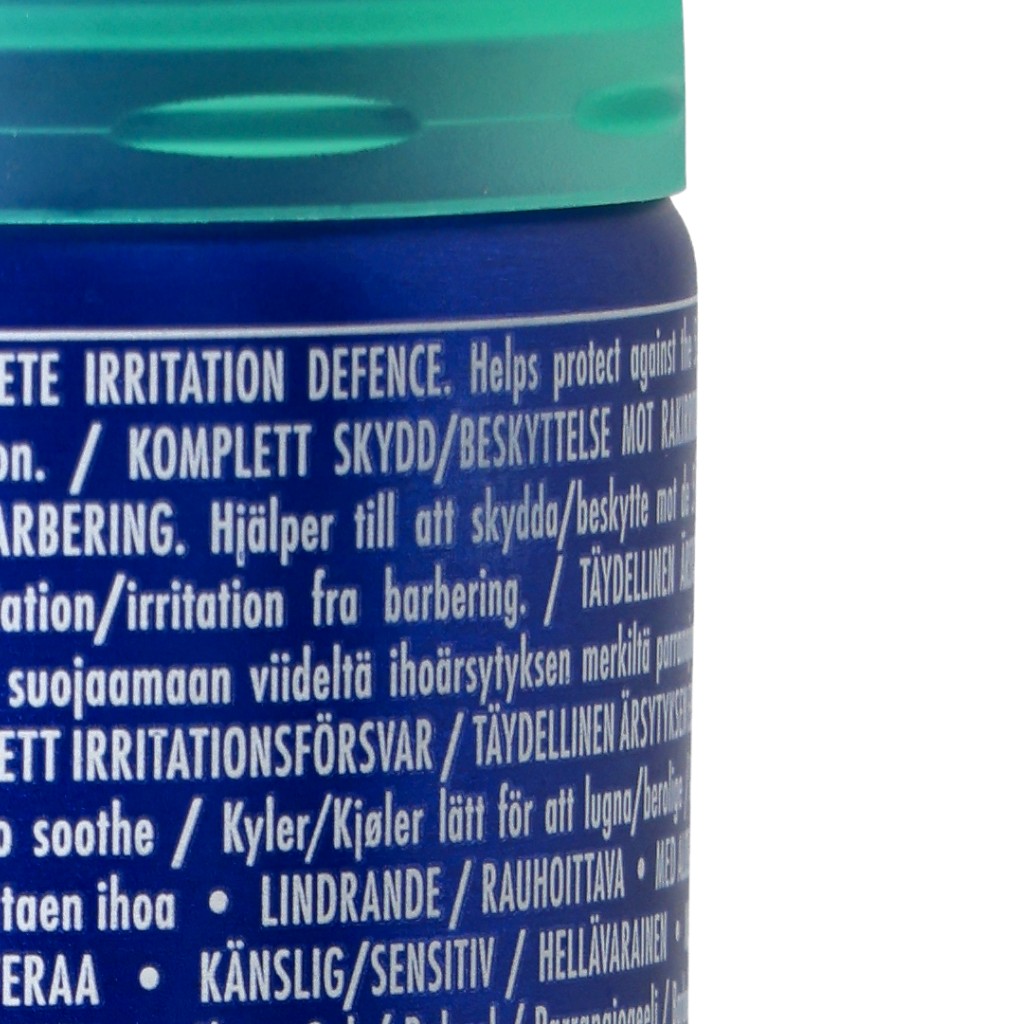 ETE IRRITATION DEFENCE. Helps protect against the
on. / KOMPLETT SKYDD/BESKYTTELSE MOT
ARBERING. Hjälper till att skydda/beskytte mot de
ation/irritation fra barbering. / TÄYDELLINEN
suojaamaan viideltä ihoärsytyksen merkiltä
ETT IRRITATIONSFÖRSVAR / TÄYDELLINEN
o soothe / Kyler/Kjøler lätt för att lugna/berolige
taen ihoa • LINDRANDE / RAUHOITTAVA • MED
ERAA • KÄNSLIG/SENSITIV / HELLÄVARAINEN •